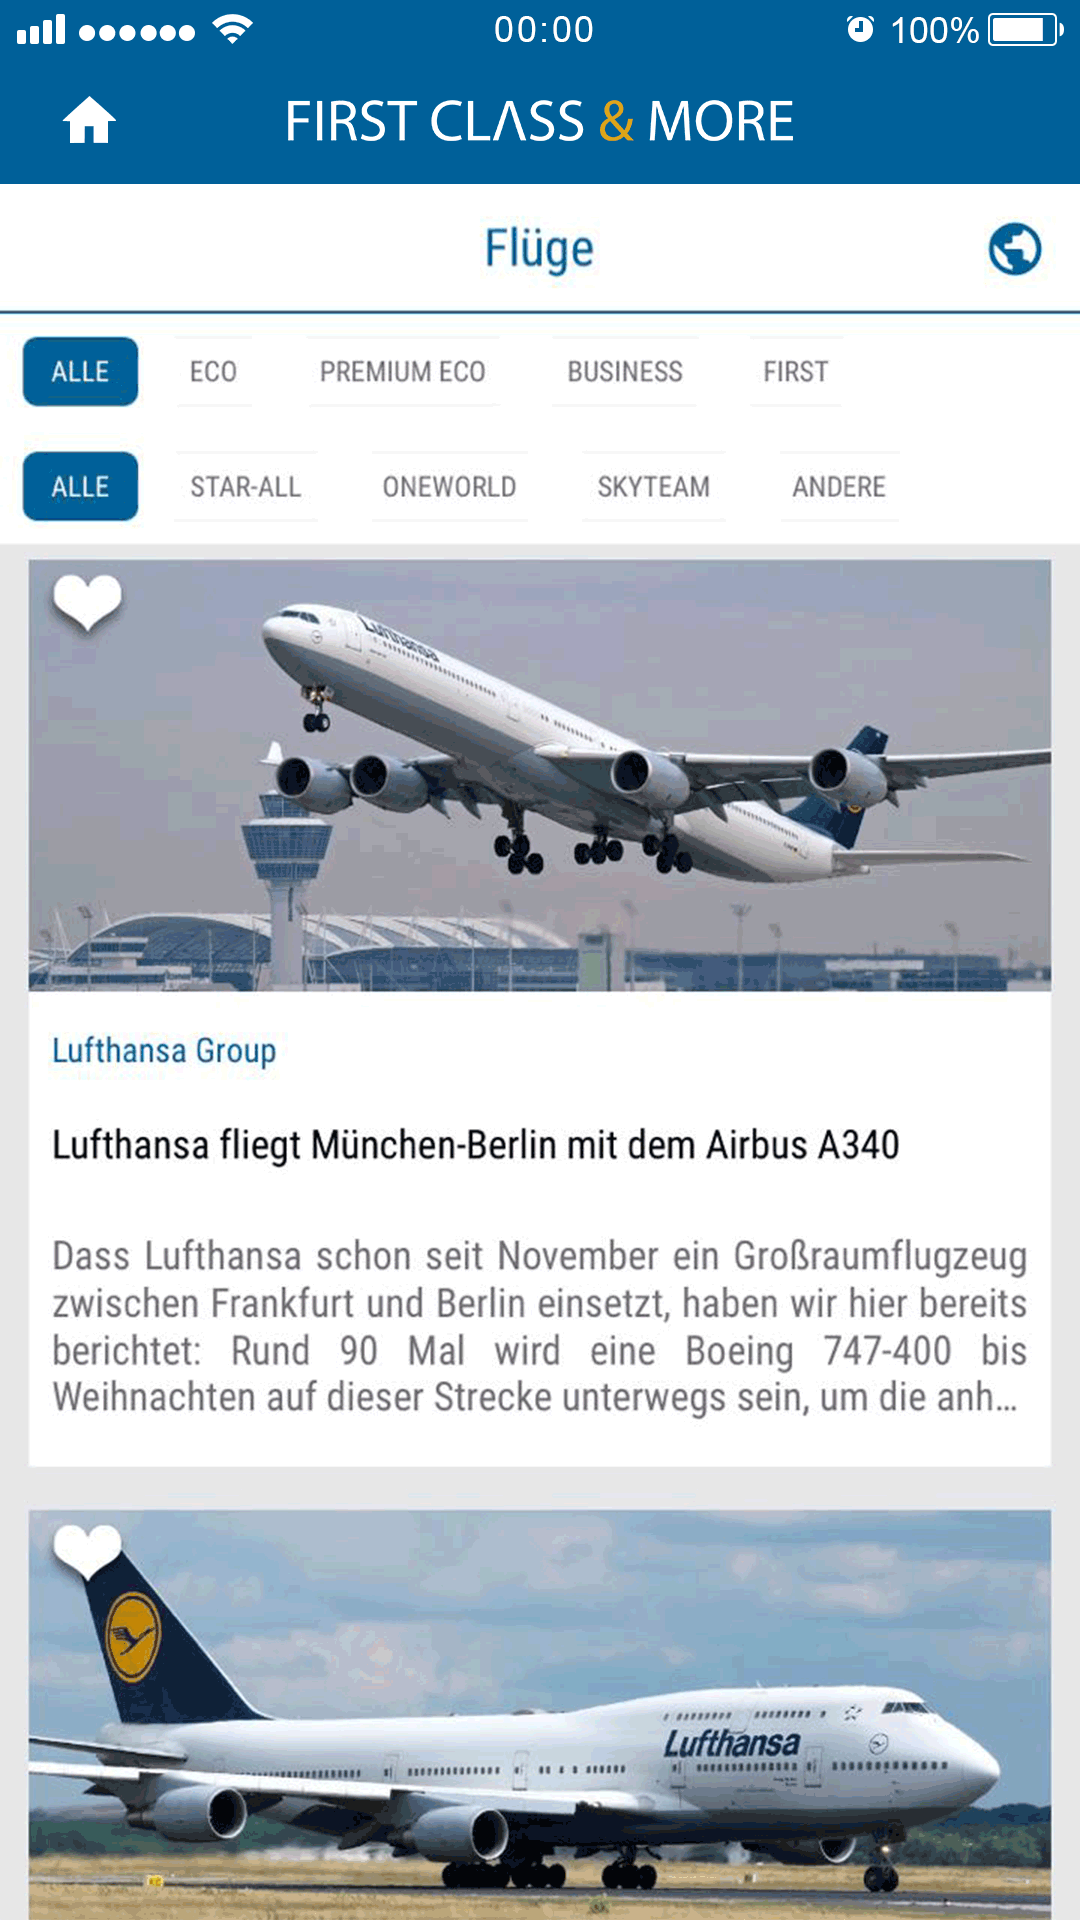 00:00
100%
FIRST CLASS & MORE
Flüge
ALLE ECO PREMIUM ECO BUSINESS FIRST
ALLE STAR-ALL ONEWORLD SKYTEAM ANDERE
Lufthansa
Lufthansa Group
Lufthansa fliegt München-Berlin mit dem Airbus A340
Dass Lufthansa schon seit November ein Großraumflugzeug
zwischen Frankfurt und Berlin einsetzt, haben wir hier bereits
berichtet: Rund 90 Mal wird eine Boeing 747-400 bis
Weihnachten auf dieser Strecke unterwegs sein, um die anh...
Lufthansa